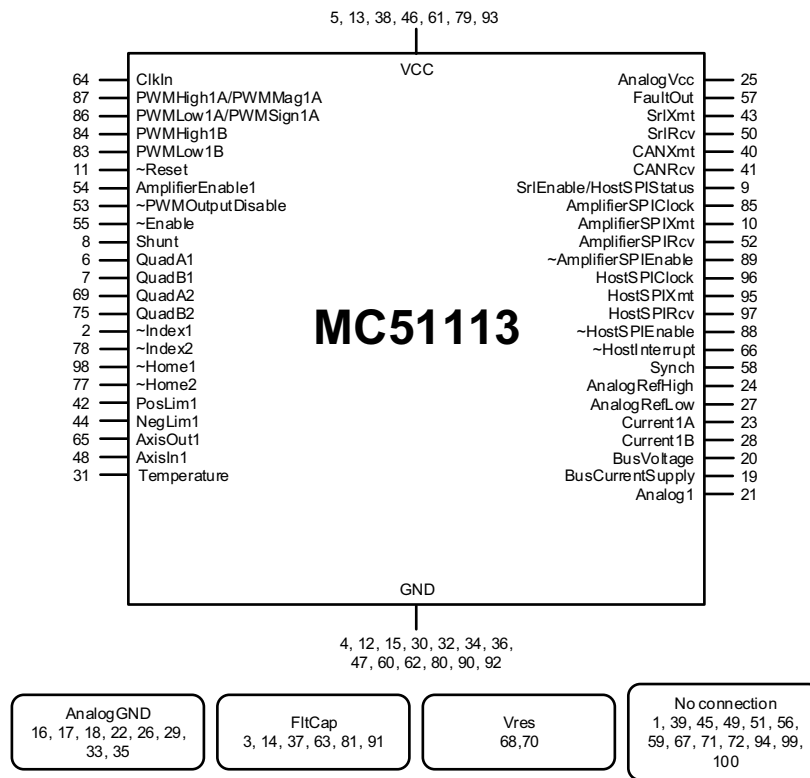 5, 13, 38, 46, 61, 79, 93
VCC
64 ClkIn
87 PWMHigh1A/PWMMag1A
86 PWMLow1A/PWMSign1A
84 PWMHigh1B
83 PWMLow1B
11 ~Reset
54 AmplifierEnable1
53 ~PWMOutputDisable
55 ~Enable
8 Shunt
6 QuadA1
7 QuadB1
69 QuadA2
75 QuadB2
2 ~Index1
78 ~Index2
98 ~Home1
77 ~Home2
42 PosLim1
44 NegLim1
65 AxisOut1
48 AxisIn1
31 Temperature
MC51113
AnalogVcc 25
FaultOut 57
SrlXmt 43
SrlRcv 50
CANXmt 40
CANRcv 41
SrlEnable/HostSPIStatus 9
AmplifierSPIClock 85
AmplifierSPIXmt 10
AmplifierSPIRcv 52
~AmplifierSPIEnable 89
HostSPIClock 96
HostSPIXmt 95
HostSPIRcv 97
~HostSPIEnable 88
~HostInterrupt 66
Synch 58
AnalogRefHigh 24
AnalogRefLow 27
Current1A 23
Current1B 28
BusVoltage 20
BusCurrentSupply 19
Analog1 21
GND
4, 12, 15, 30, 32, 34, 36,
47, 60, 62, 80, 90, 92
AnalogGND
16, 17, 18, 22, 26, 29,
33, 35
FltCap
3, 14, 37, 63, 81, 91
Vres
68,70
No connection
1, 39, 45, 49, 51, 56,
59, 67, 71, 72, 94, 99,
100